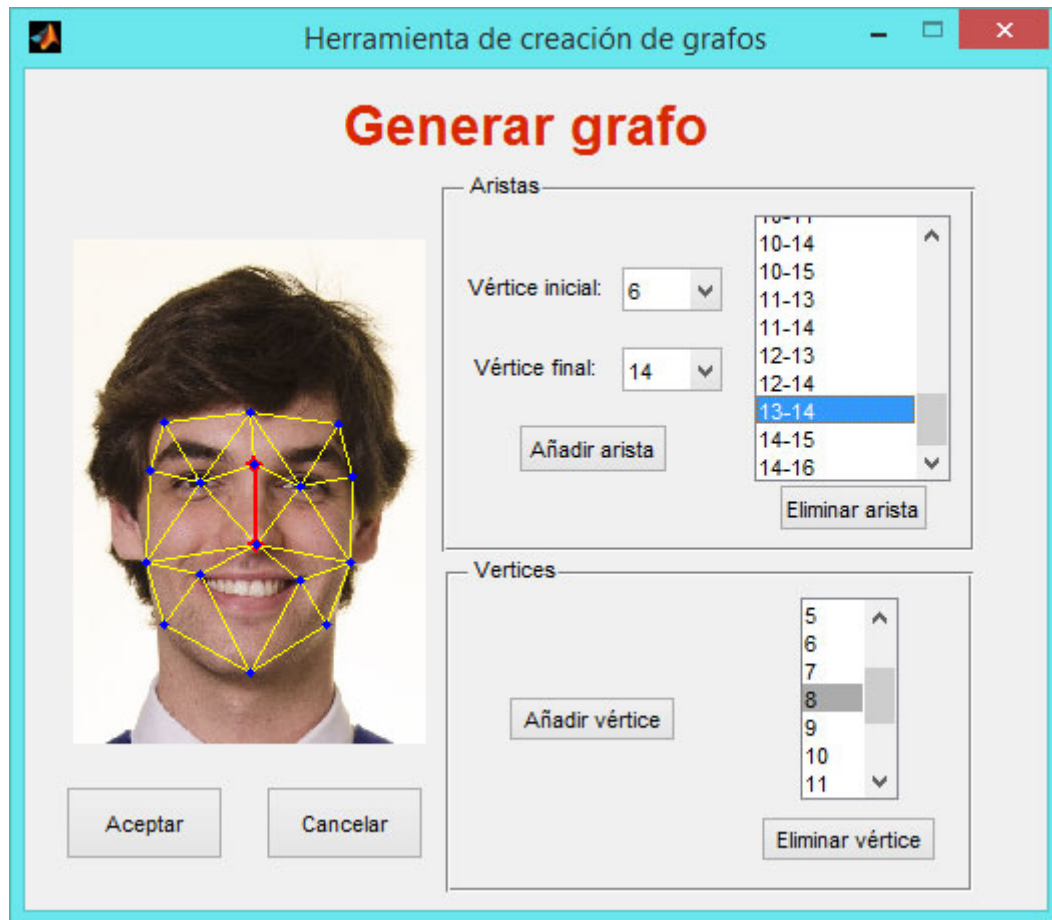 Herramienta de creación de grafos
Generar grafo
Aristas
Vértice inicial:
6
Vértice final:
14
Añadir arista
10-11
10-14
10-15
11-13
11-14
12-13
12-14
13-14
14-15
14-16
Eliminar arista
Vertices
Añadir vértice
5
6
7
8
9
10
11
Eliminar vértice
Aceptar
Cancelar